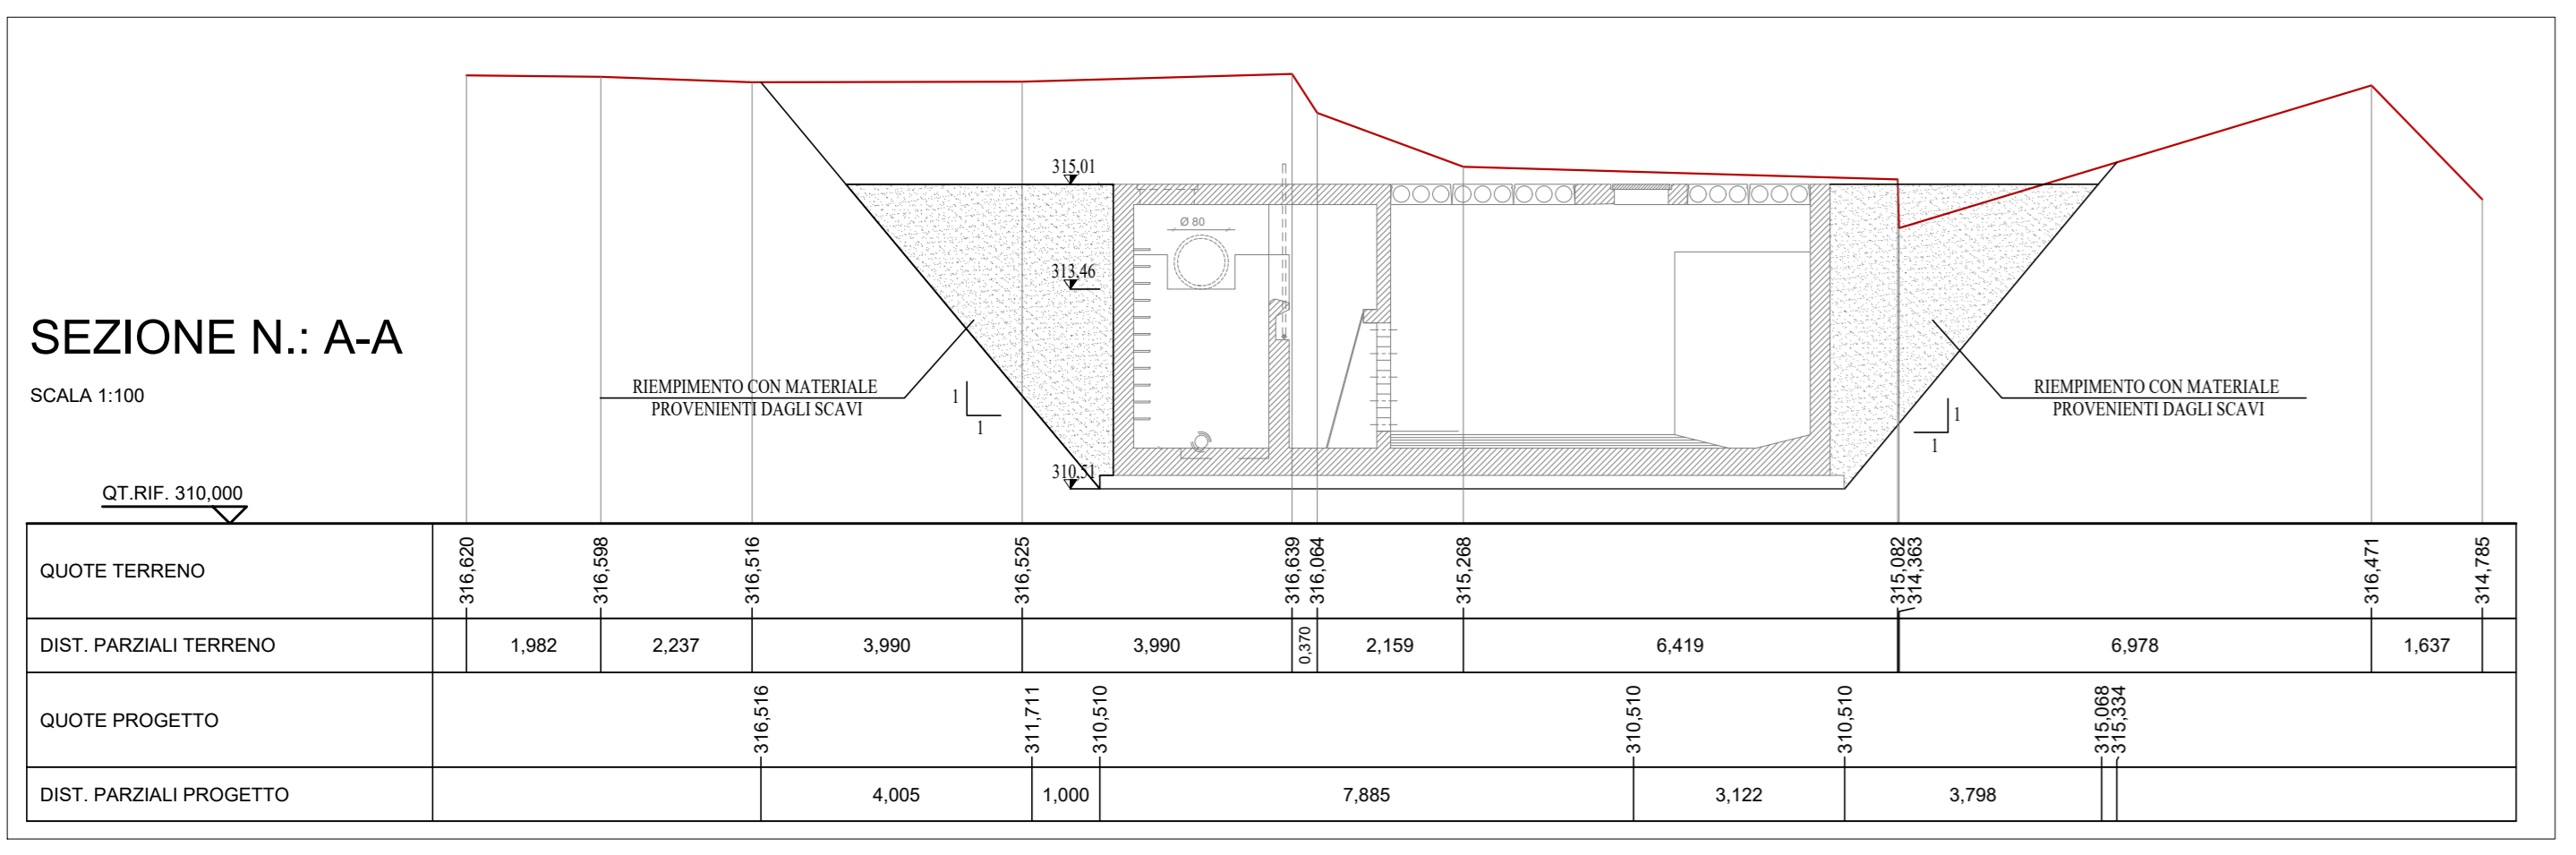 315,01
Ø 80
313,46
SEZIONE N.: A-A
SCALA 1:100
RIEMPIMENTO CON MATERIALE
PROVENIENTI DAGLI SCAVI
1
1
RIEMPIMENTO CON MATERIALE
PROVENIENTI DAGLI SCAVI
1
1
310,51
QT.RIF. 310,000
QUOTE TERRENO 316,620 316,598 316,516 316,525 316,639 316,064 315,268 315,082 314,363 316,471 314,785
DIST. PARZIALI TERRENO 1,982 2,237 3,990 3,990 0,370 2,159 6,419 6,978 1,637
QUOTE PROGETTO 316,516 311,711 310,510 310,510 310,510 315,068 315,334
DIST. PARZIALI PROGETTO 4,005 1,000 7,885 3,122 3,798